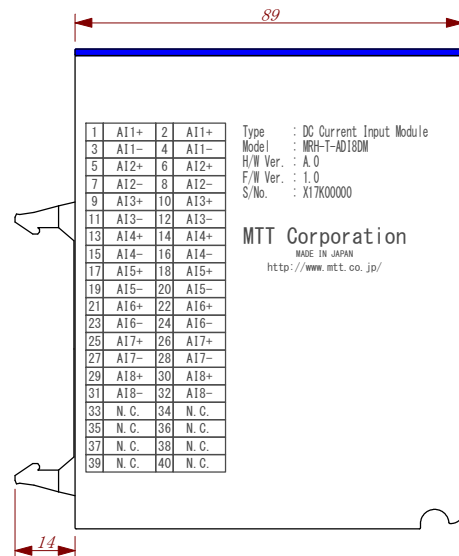 89
1 AI1+ 2 AI1+
3 AI1- 4 AI1-
5 AI2+ 6 AI2+
7 AI2- 8 AI2-
9 AI3+ 10 AI3+
11 AI3- 12 AI3-
13 AI4+ 14 AI4+
15 AI4- 16 AI4-
17 AI5+ 18 AI5+
19 AI5- 20 AI5-
21 AI6+ 22 AI6+
23 AI6- 24 AI6-
25 AI7+ 26 AI7+
27 AI7- 28 AI7-
29 AI8+ 30 AI8+
31 AI8- 32 AI8-
33 N.C. 34 N.C.
35 N.C. 36 N.C.
37 N.C. 38 N.C.
39 N.C. 40 N.C.
Type : DC Current Input Module
Model : MRH-T-ADI8DM
H/W Ver. : A.0
F/W Ver. : 1.0
S/No. : X17K00000
MTT Corporation
MADE IN JAPAN
http://www.mtt.co.jp/
14